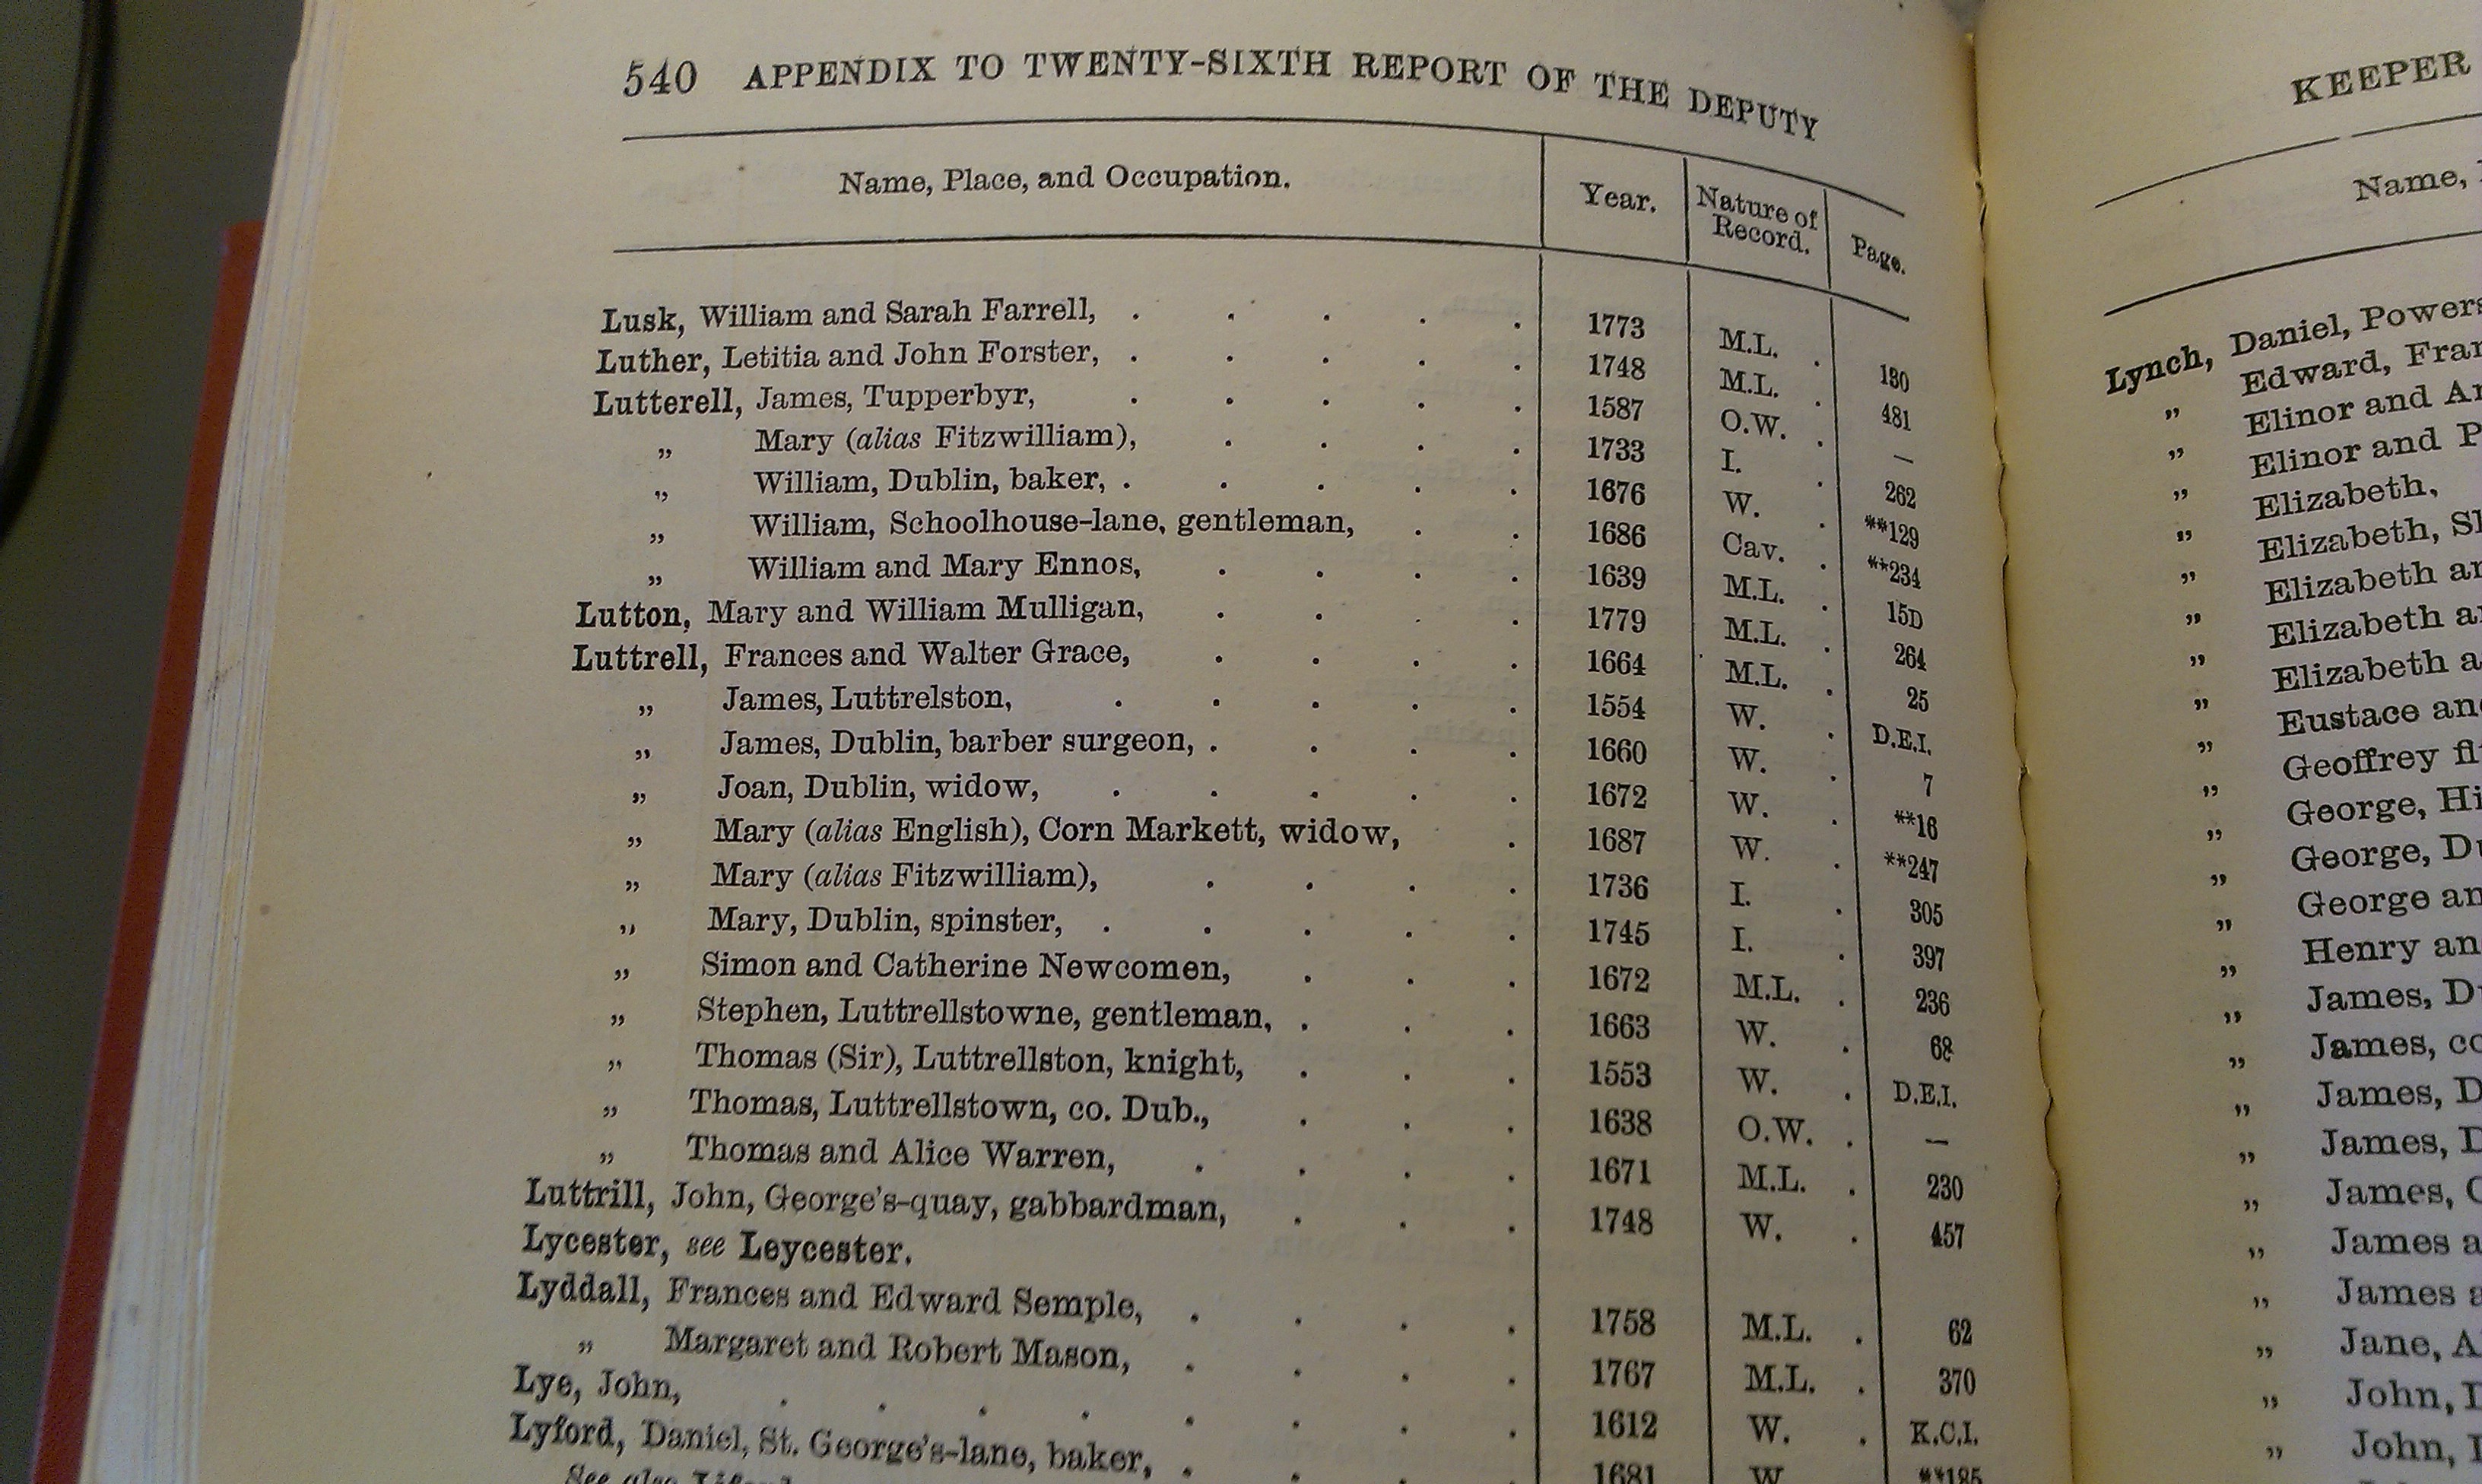 540 APPENDIX TO TWENTY-SIXTH REPORT OF THE DEPUTY
Name, Place, and Occupation. Year. Nature of Record. Page.
Lusk, William and Sarah Farrell, . . . . . 1773 M.L. . 130
Luther, Letitia and John Forster, . . . . . 1748 M.L. . 481
Lutterell, James, Tupperbyr, . . . . . 1587 O.W. . —
„ Mary (alias Fitzwilliam), . . . . 1733 I. . 262
„ William, Dublin, baker, . . . . . 1676 W. . **129
„ William, Schoolhouse-lane, gentleman, . . 1686 Cav. . **234
„ William and Mary Ennos, . . . . 1639 M.L. . 15D
Lutton, Mary and William Mulligan, . . . . 1779 M.L. . 264
Luttrell, Frances and Walter Grace, . . . . 1664 M.L. . 25
„ James, Luttrelston, . . . . . 1554 W. . D.E.I.
„ James, Dublin, barber surgeon, . . . . 1660 W. . 7
„ Joan, Dublin, widow, . . . . . 1672 W. . **16
„ Mary (alias English), Corn Markett, widow, . 1687 W. . **247
„ Mary (alias Fitzwilliam), . . . . 1736 I. . 305
„ Mary, Dublin, spinster, . . . . . 1745 I. . 397
„ Simon and Catherine Newcomen, . . . 1672 M.L. . 236
„ Stephen, Luttrellstowne, gentleman, . . . 1663 W. . 68
„ Thomas (Sir), Luttrellston, knight, . . . 1553 W. . D.E.I.
„ Thomas, Luttrellstown, co. Dub., . . . 1638 O.W. . —
„ Thomas and Alice Warren, . . . . 1671 M.L. . 230
Luttrill, John, George's-quay, gabbardman, . . . 1748 W. . 457
Lycester, see Leycester.
Lyddall, Frances and Edward Semple, . . . . 1758 M.L. . 62
„ Margaret and Robert Mason, . . . . 1767 M.L. . 370
Lye, John, . . . . . . . . 1612 W. . K.C.I.
Lyford, Daniel, St. George's-lane, baker, . . . 1681 W. **185
See also
KEEPER
Name,
Lynch, Daniel, Powers
„ Edward, Fran
„ Elinor and
„ Elinor and
„ Elizabeth,
„ Elizabeth,
„ Elizabeth
„ Elizabeth
„ Elizabeth
„ Eustace
„ Geoffrey
„ George,
„ George,
„ George
„ Henry
„ James,
„ James,
„ James,
„ James,
„ James,
„ James
„ James
„ Jane,
„ John,
„ John,